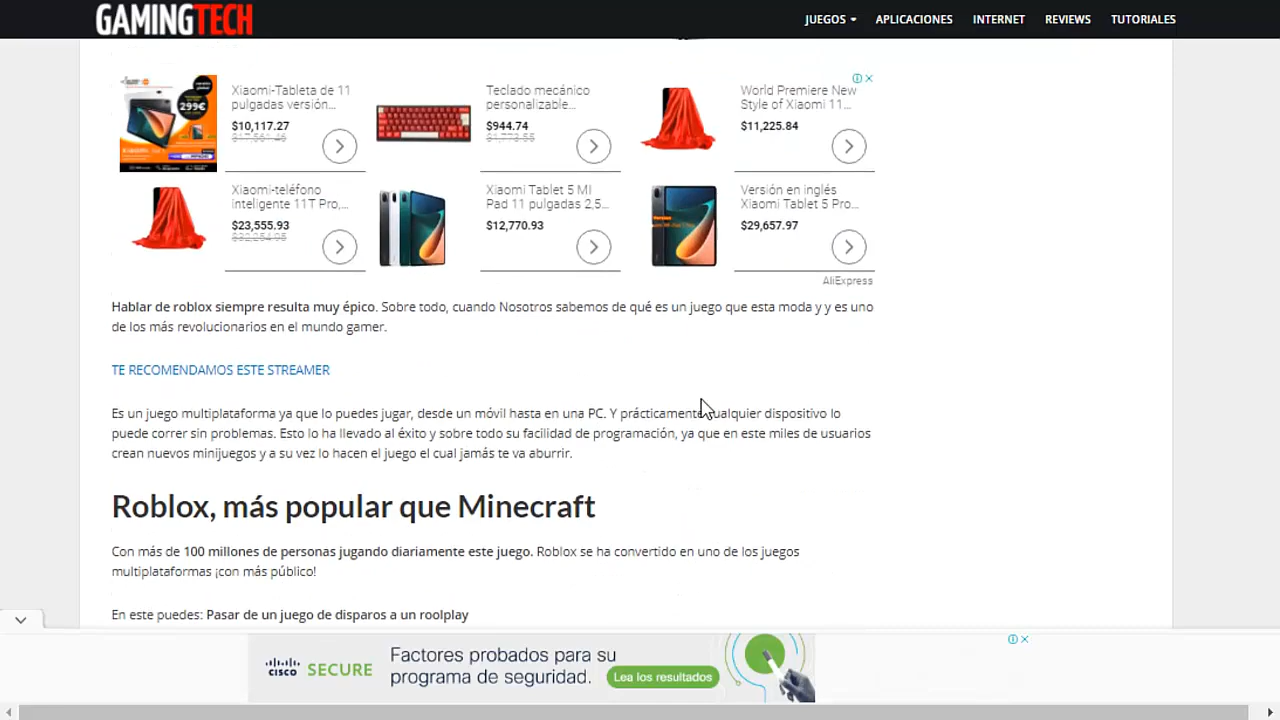 GAMINGTECH
JUEGOS APLICACIONES INTERNET REVIEWS TUTORIALES
299€
Xiaomi-Tableta de 11
pulgadas versión...
$10,117.27
Teclado mecánico
personalizable...
$944.74
World Premiere New
Style of Xiaomi 11...
$11,225.84
Xiaomi-teléfono
inteligente 11T Pro,...
$23,555.93
Xiaomi Tablet 5 MI
Pad 11 pulgadas 2,5...
$12,770.93
Versión en inglés
Xiaomi Tablet 5 Pro...
$29,657.97
AliExpress
Hablar de roblox siempre resulta muy épico. Sobre todo, cuando Nosotros sabemos de qué es un juego que esta moda y y es uno
de los más revolucionarios en el mundo gamer.
TE RECOMENDAMOS ESTE STREAMER
Es un juego multiplataforma ya que lo puedes jugar, desde un móvil hasta en una PC. Y prácticamente cualquier dispositivo lo
puede correr sin problemas. Esto lo ha llevado al éxito y sobre todo su facilidad de programación, ya que en este miles de usuarios
crean nuevos minijuegos y a su vez lo hacen el juego el cual jamás te va aburrir.
Roblox, más popular que Minecraft
Con más de 100 millones de personas jugando diariamente este juego. Roblox se ha convertido en uno de los juegos
multiplataformas ¡con más público!
En este puedes: Pasar de un juego de disparos a un roolplay
CISCO SECURE
Factores probados para su
programa de seguridad.
Lea los resultados